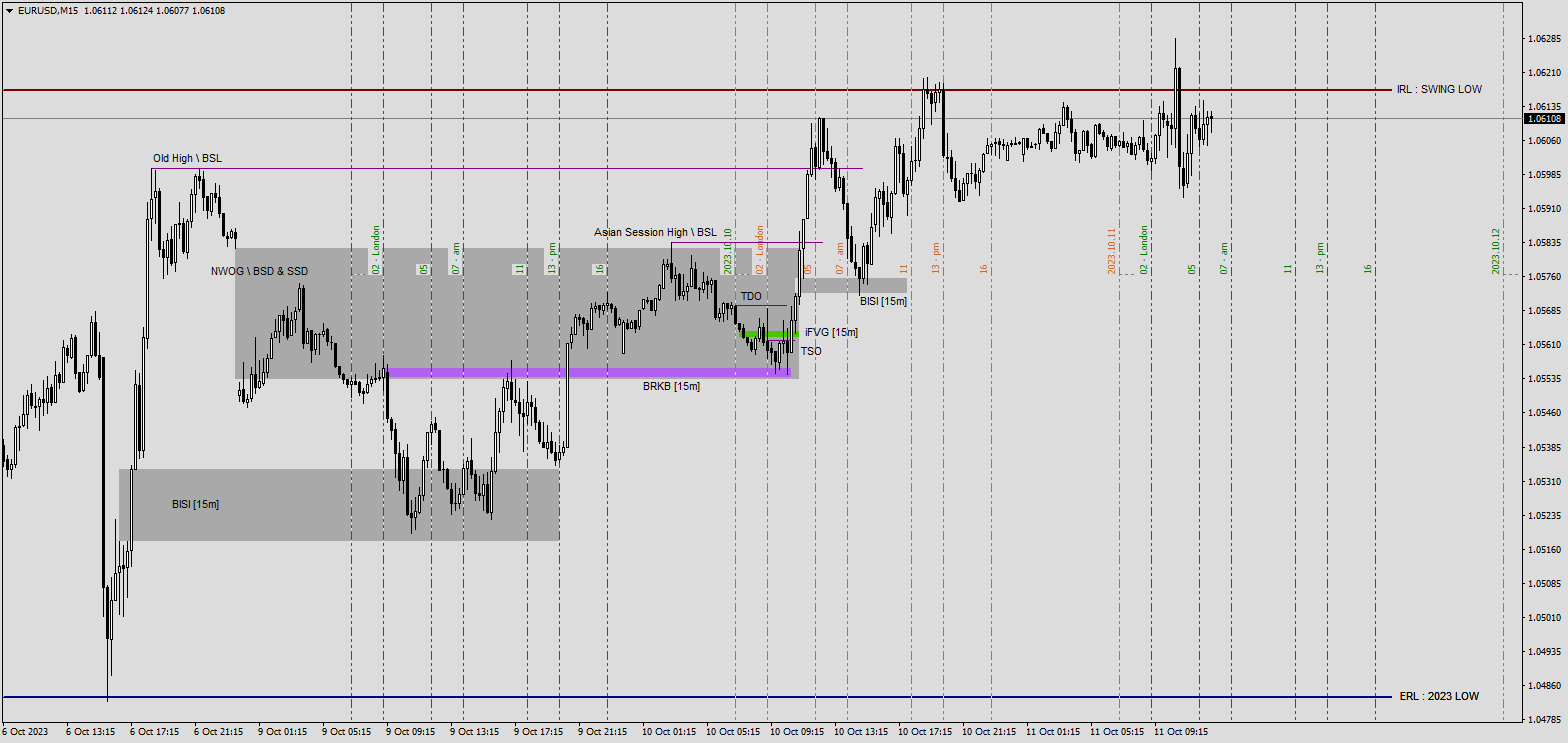 EURUSD,M15 1.06112 1.06124 1.06077 1.06108
1.06285
1.06210
IRL : SWING LOW
1.06135
1.06108
1.06060
Old High \ BSL
1.05985
1.05910
Asian Session High \ BSL
1.05835
02 - London
05
07 - am
11
13 - pm
16
2023.10.10
02 - London
05
07 - am
11
13 - pm
16
2023.10.11
02 - London
05
07 - am
11
13 - pm
16
2023.10.12
NWOG \ BSD & SSD
1.05760
TDO
BISI [15m]
1.05685
iFVG [15m]
TSO
1.05610
BRKB [15m]
1.05535
1.05460
1.05385
1.05310
BISI [15m]
1.05235
1.05160
1.05085
1.05010
1.04935
1.04860
ERL : 2023 LOW
1.04785
6 Oct 2023 6 Oct 13:15 6 Oct 17:15 6 Oct 21:15 9 Oct 01:15 9 Oct 05:15 9 Oct 09:15 9 Oct 13:15 9 Oct 17:15 9 Oct 21:15 10 Oct 01:15 10 Oct 05:15 10 Oct 09:15 10 Oct 13:15 10 Oct 17:15 10 Oct 21:15 11 Oct 01:15 11 Oct 05:15 11 Oct 09:15